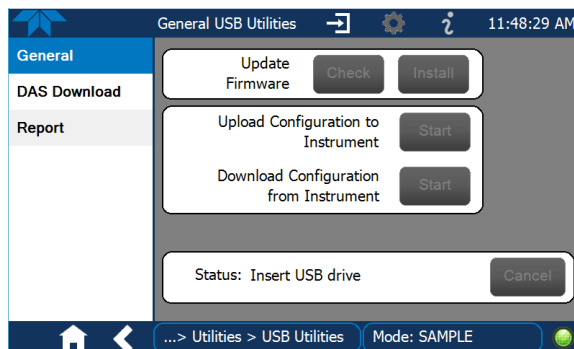 General USB Utilities
11:48:29 AM
General
DAS Download
Report
Update
Firmware
Check
Install
Upload Configuration to
Instrument
Start
Download Configuration
from Instrument
Start
Status: Insert USB drive
Cancel
...> Utilities > USB Utilities
Mode: SAMPLE